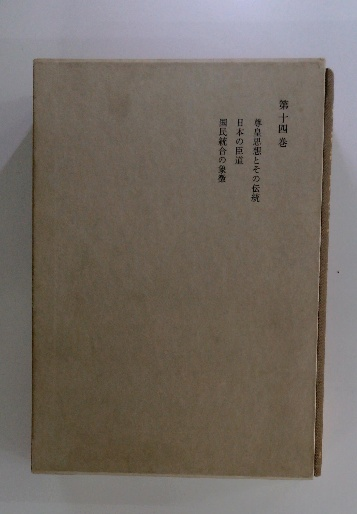 第十四巻
尊皇思想とその伝統
日本の臣道
国民統合の象徴